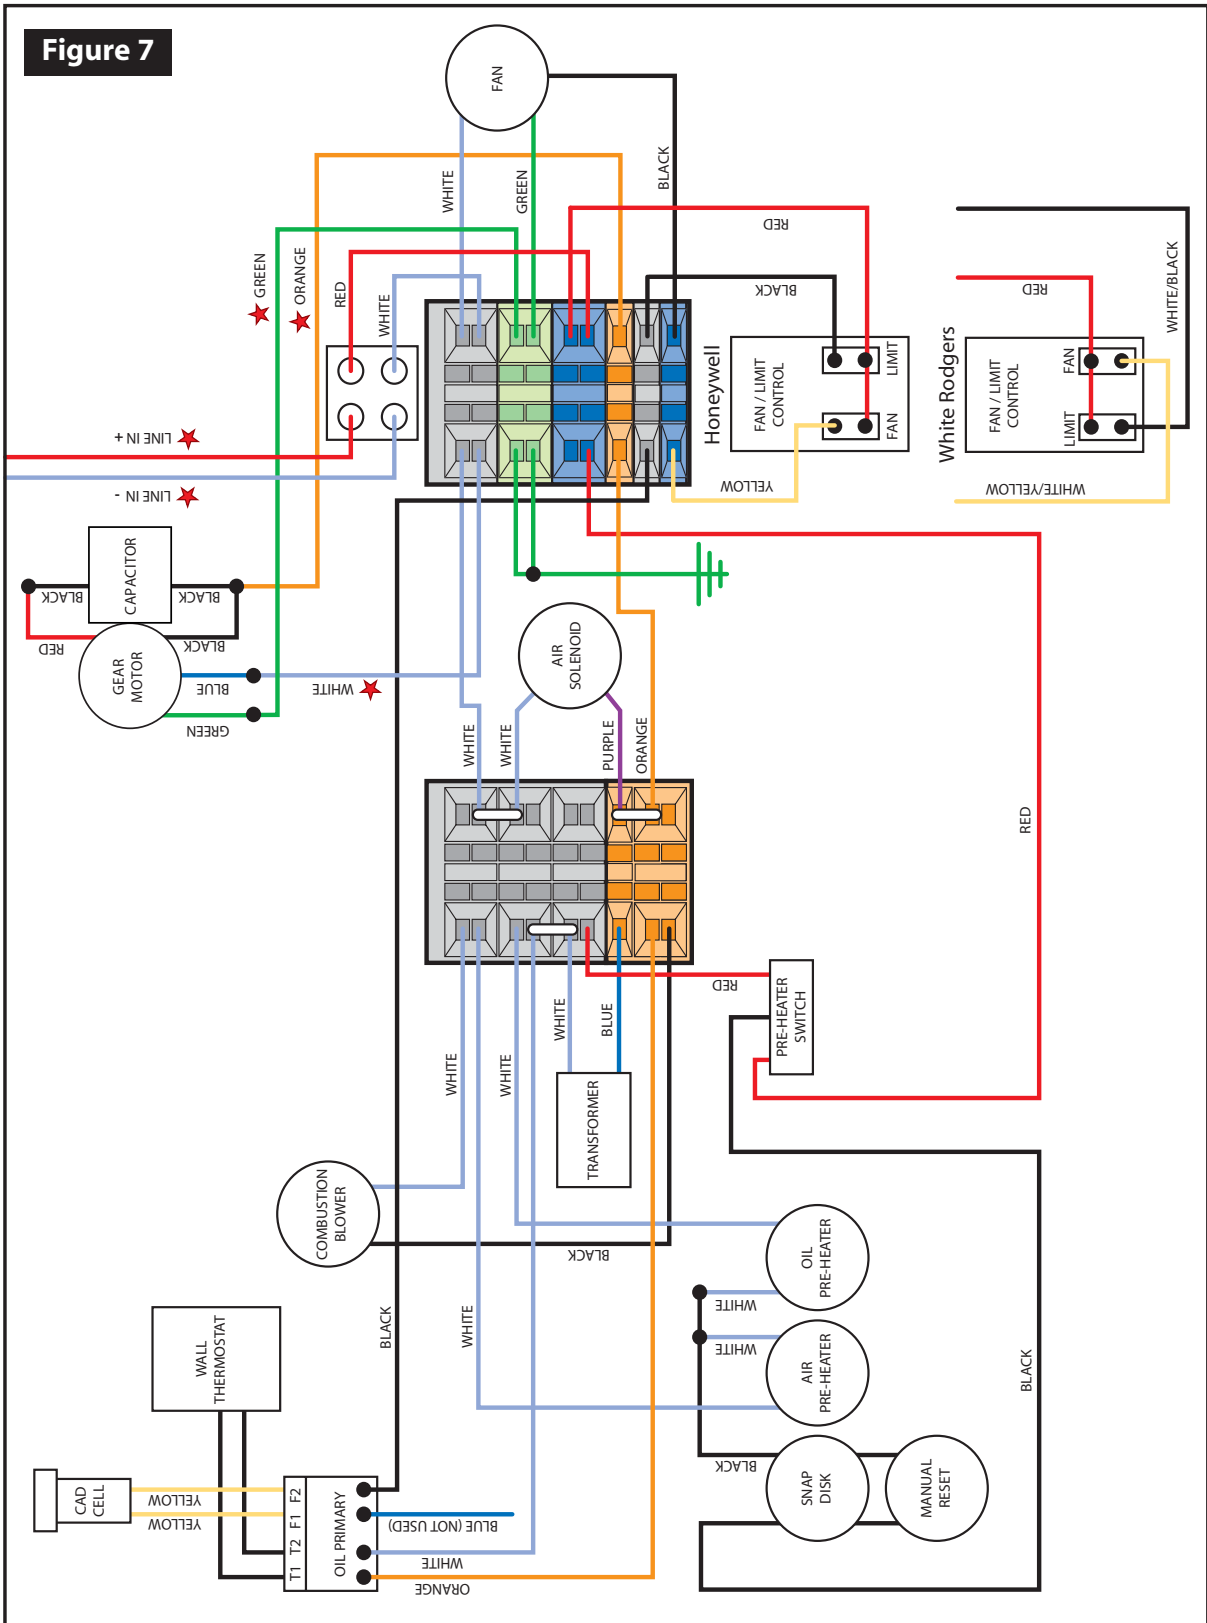 Figure 7
FAN
WHITE
GREEN
BLACK
GREEN
ORANGE
RED
WHITE
RED
BLACK
RED
WHITE/BLACK
LINE IN +
LINE IN -
Honeywell
FAN / LIMIT
CONTROL
LIMIT
FAN
YELLOW
White Rodgers
FAN / LIMIT
CONTROL
FAN
LIMIT
WHITE/YELLOW
CAPACITOR
BLACK
BLACK
RED
BLACK
GEAR
MOTOR
BLUE
WHITE
GREEN
AIR
SOLENOID
WHITE
WHITE
PURPLE
ORANGE
RED
RED
PRE-HEATER
SWITCH
WHITE
WHITE
WHITE
BLUE
TRANSFORMER
COMBUSTION
BLOWER
BLACK
OIL
PRE-HEATER
WHITE
WHITE
AIR
PRE-HEATER
BLACK
WALL
THERMOSTAT
BLACK
WHITE
BLACK
SNAP
DISK
MANUAL
RESET
CAD
CELL
YELLOW
YELLOW
T1 T2 F1 F2
OIL PRIMARY
BLUE (NOT USED)
WHITE
ORANGE